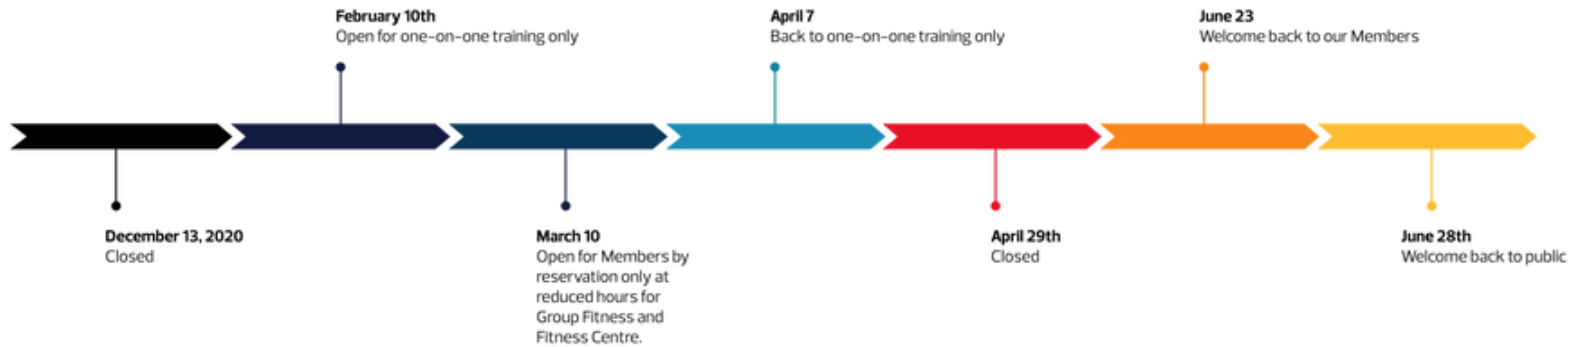 February 10th
Open for one-on-one training only
April 7
Back to one-on-one training only
June 23
Welcome back to our Members
December 13, 2020
Closed
March 10
Open for Members by
reservation only at
reduced hours for
Group Fitness and
Fitness Centre.
April 29th
Closed
June 28th
Welcome back to public